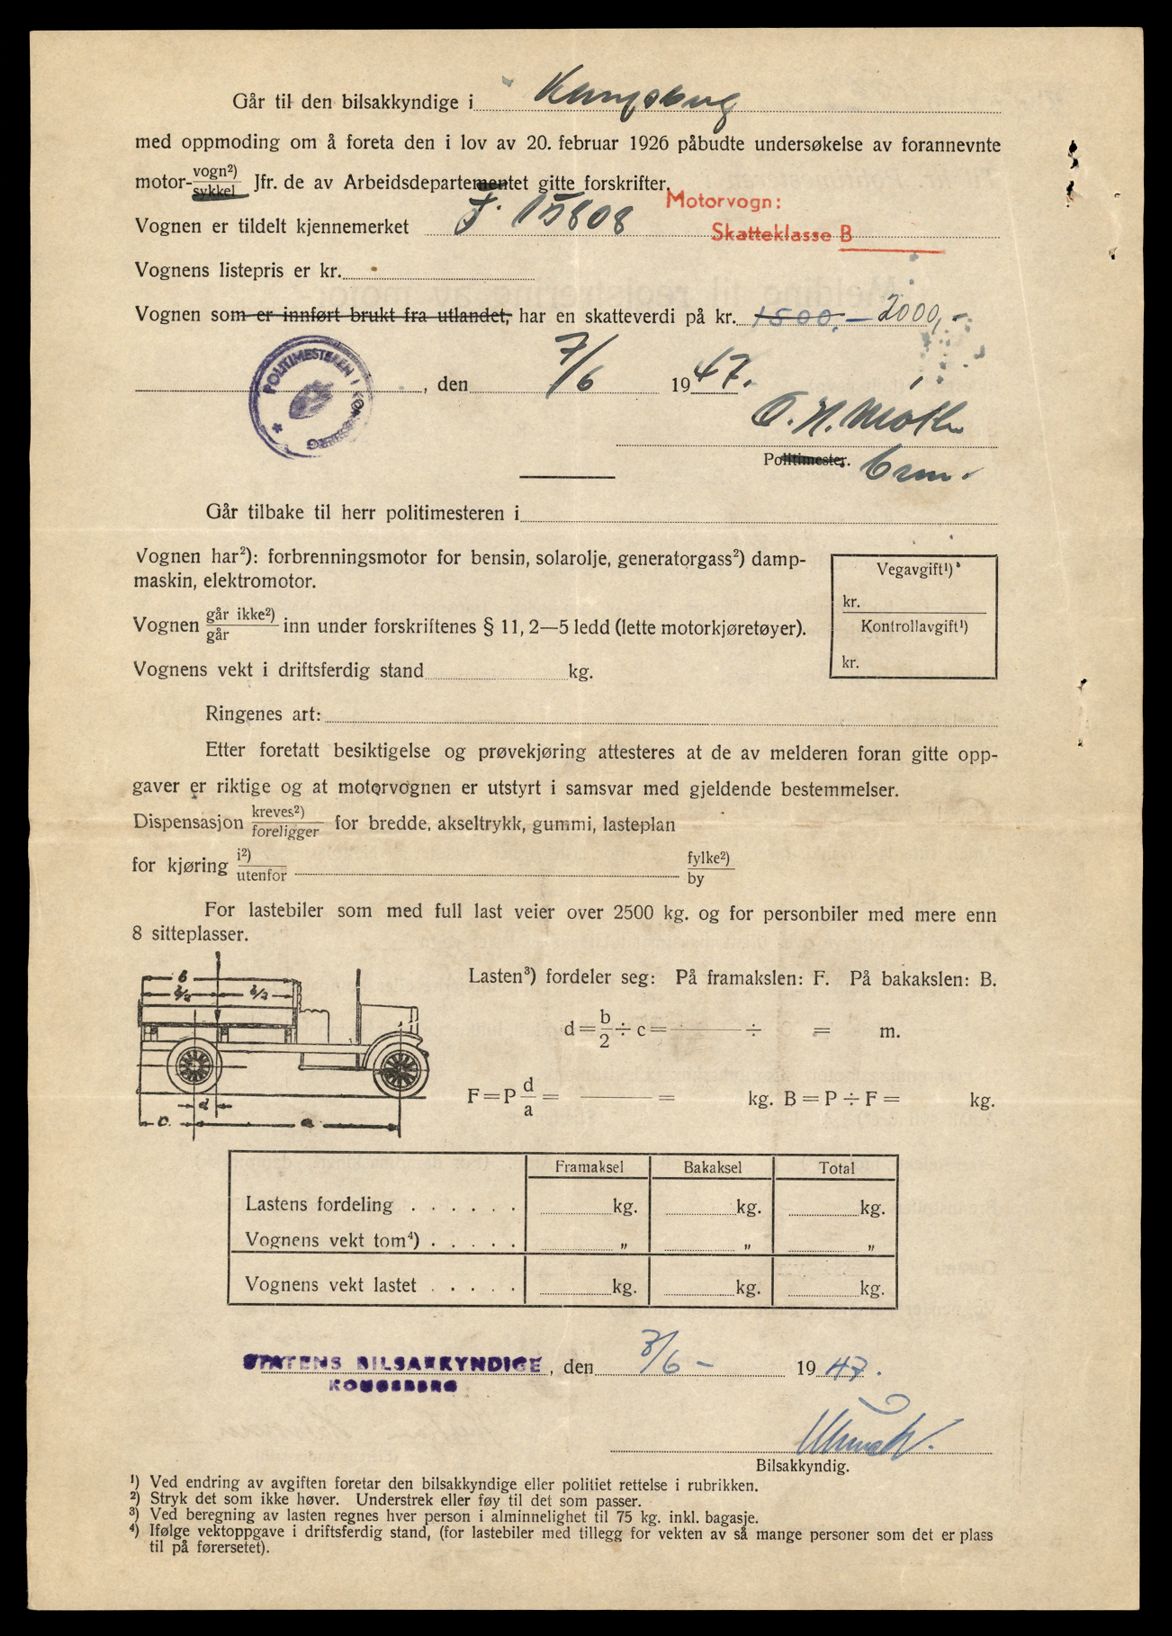 Går til den bilsakkyndige i Kongsberg
med oppmoding om å foreta den i lov av 20. februar 1926 påbudte undersøkelse av forannevnte
motor-vogn²)
sykkel Jfr. de av Arbeidsdepartementet gitte forskrifter.
Motorvogn:
Vognen er tildelt kjennemerket F. 15808
Skatteklasse B
Vognens listepris er kr.
Vognen som er innført brukt fra utlandet, har en skatteverdi på kr. 1500,- 2000,-
POLITIMESTEREN I KONGSBERG
, den 7/6 1947.
Politimester.
Går tilbake til herr politimesteren i
Vognen har²): forbrenningsmotor for bensin, solarolje, generatorgass²) damp-
maskin, elektromotor.
Vegavgift¹)
kr.
Kontrollavgift¹)
kr.
Vognen går ikke²)
går inn under forskriftenes § 11, 2—5 ledd (lette motorkjøretøyer).
Vognens vekt i driftsferdig stand kg.
Ringenes art:
Etter foretatt besiktigelse og prøvekjøring attesteres at de av melderen foran gitte opp-
gaver er riktige og at motorvognen er utstyrt i samsvar med gjeldende bestemmelser.
Dispensasjon kreves²)
foreligger for bredde, akseltrykk, gummi, lasteplan
for kjøring i²)
utenfor fylke²)
by
For lastebiler som med full last veier over 2500 kg. og for personbiler med mere enn
8 sitteplasser.
b
b/2 b/2
d
c. a
Lasten³) fordeler seg: På framakslen: F. På bakakslen: B.
d = b/2 ÷ c = ÷ = m.
F = P d/a = = kg. B = P ÷ F = kg.
Framaksel Bakaksel Total
Lastens fordeling . . . . . . kg. kg. kg.
Vognens vekt tom⁴) . . . . . „ „ „
Vognens vekt lastet . . . . . kg. kg. kg.
STATENS BILSAKKYNDIGE, den 3/6 - 1947.
KONGSBERG
Bilsakkyndig.
¹) Ved endring av avgiften foretar den bilsakkyndige eller politiet rettelse i rubrikken.
²) Stryk det som ikke høver. Understrek eller føy til det som passer.
³) Ved beregning av lasten regnes hver person i alminnelighet til 75 kg. inkl. bagasje.
⁴) Ifølge vektoppgave i driftsferdig stand, (for lastebiler med tillegg for vekten av så mange personer som det er plass
til på førersetet).